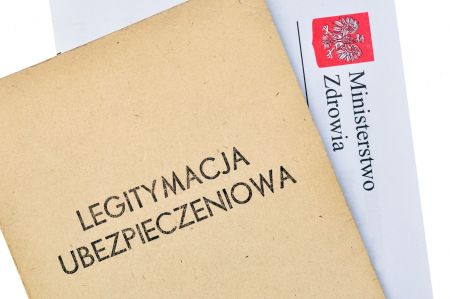 LEGITYMACJA
UBEZPIECZENIOWA
Ministerstwo
Zdrowia